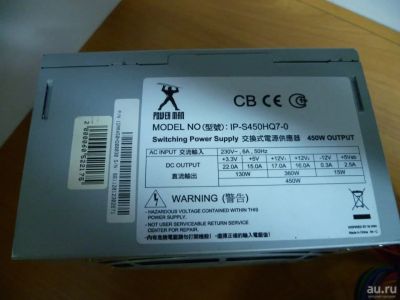 POWER MAN
CB CE
MODEL NO(型號): IP-S450HQ7-0
Switching Power Supply 交換式電源供應器 450W OUTPUT
AC INPUT 交流輸入 230V~, 6A, 50Hz
DC OUTPUT 直流輸出
+3.3V +5V +12V1 +12V2 -12V +5Vsb
22.0A 15.0A 17.0A 16.0A 0.3A 2.5A
130W 360W 15W
450W
WARNING (警告)
HAZARDOUS VOLTAGES CONTAINED WITHIN THIS POWER
SUPPLY, NOT USER SERVICEABLE. RETURN TO SERVICE
CENTER FOR REPAIR.
Made in China
au.ru